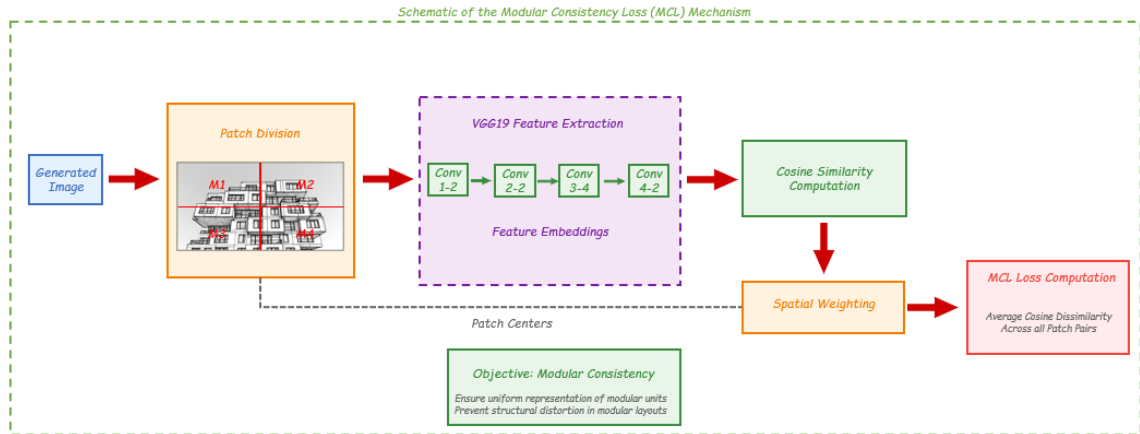 Schematic of the Modular Consistency Loss (MCL) Mechanism
Generated
Image
Patch Division
M1
M2
M3
M4
VGG19 Feature Extraction
Conv
1-2
Conv
2-2
Conv
3-4
Conv
4-2
Feature Embeddings
Cosine Similarity
Computation
Spatial Weighting
Patch Centers
MCL Loss Computation
Average Cosine Dissimilarity
Across all Patch Pairs
Objective: Modular Consistency
Ensure uniform representation of modular units
Prevent structural distortion in modular layouts